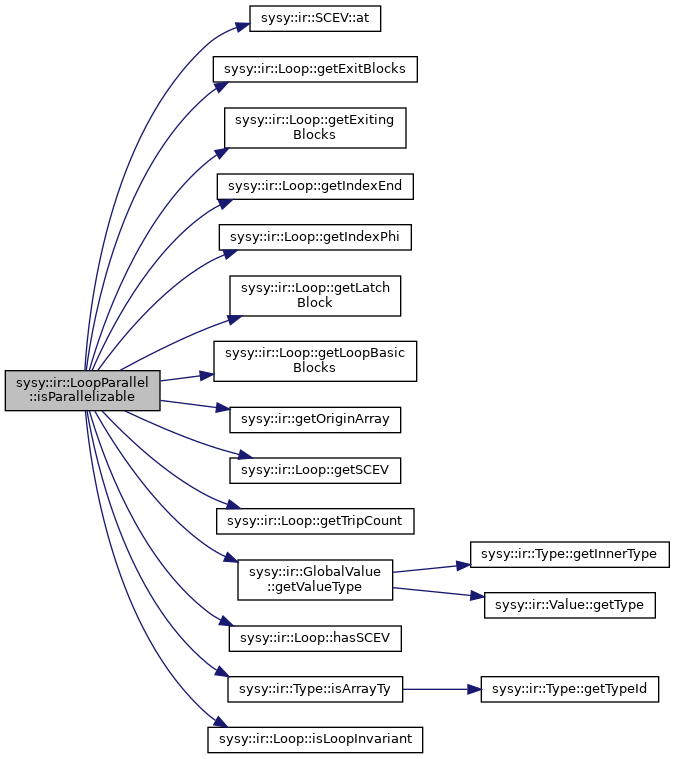 sysy::ir::SCEV::at
sysy::ir::Loop::getExitBlocks
sysy::ir::Loop::getExiting
Blocks
sysy::ir::Loop::getIndexEnd
sysy::ir::Loop::getIndexPhi
sysy::ir::Loop::getLatch
Block
sysy::ir::Loop::getLoopBasic
Blocks
sysy::ir::LoopParallel
::isParallelizable
sysy::ir::getOriginArray
sysy::ir::Loop::getSCEV
sysy::ir::Loop::getTripCount
sysy::ir::GlobalValue
::getValueType
sysy::ir::Type::getInnerType
sysy::ir::Value::getType
sysy::ir::Loop::hasSCEV
sysy::ir::Type::isArrayTy
sysy::ir::Type::getTypeId
sysy::ir::Loop::isLoopInvariant